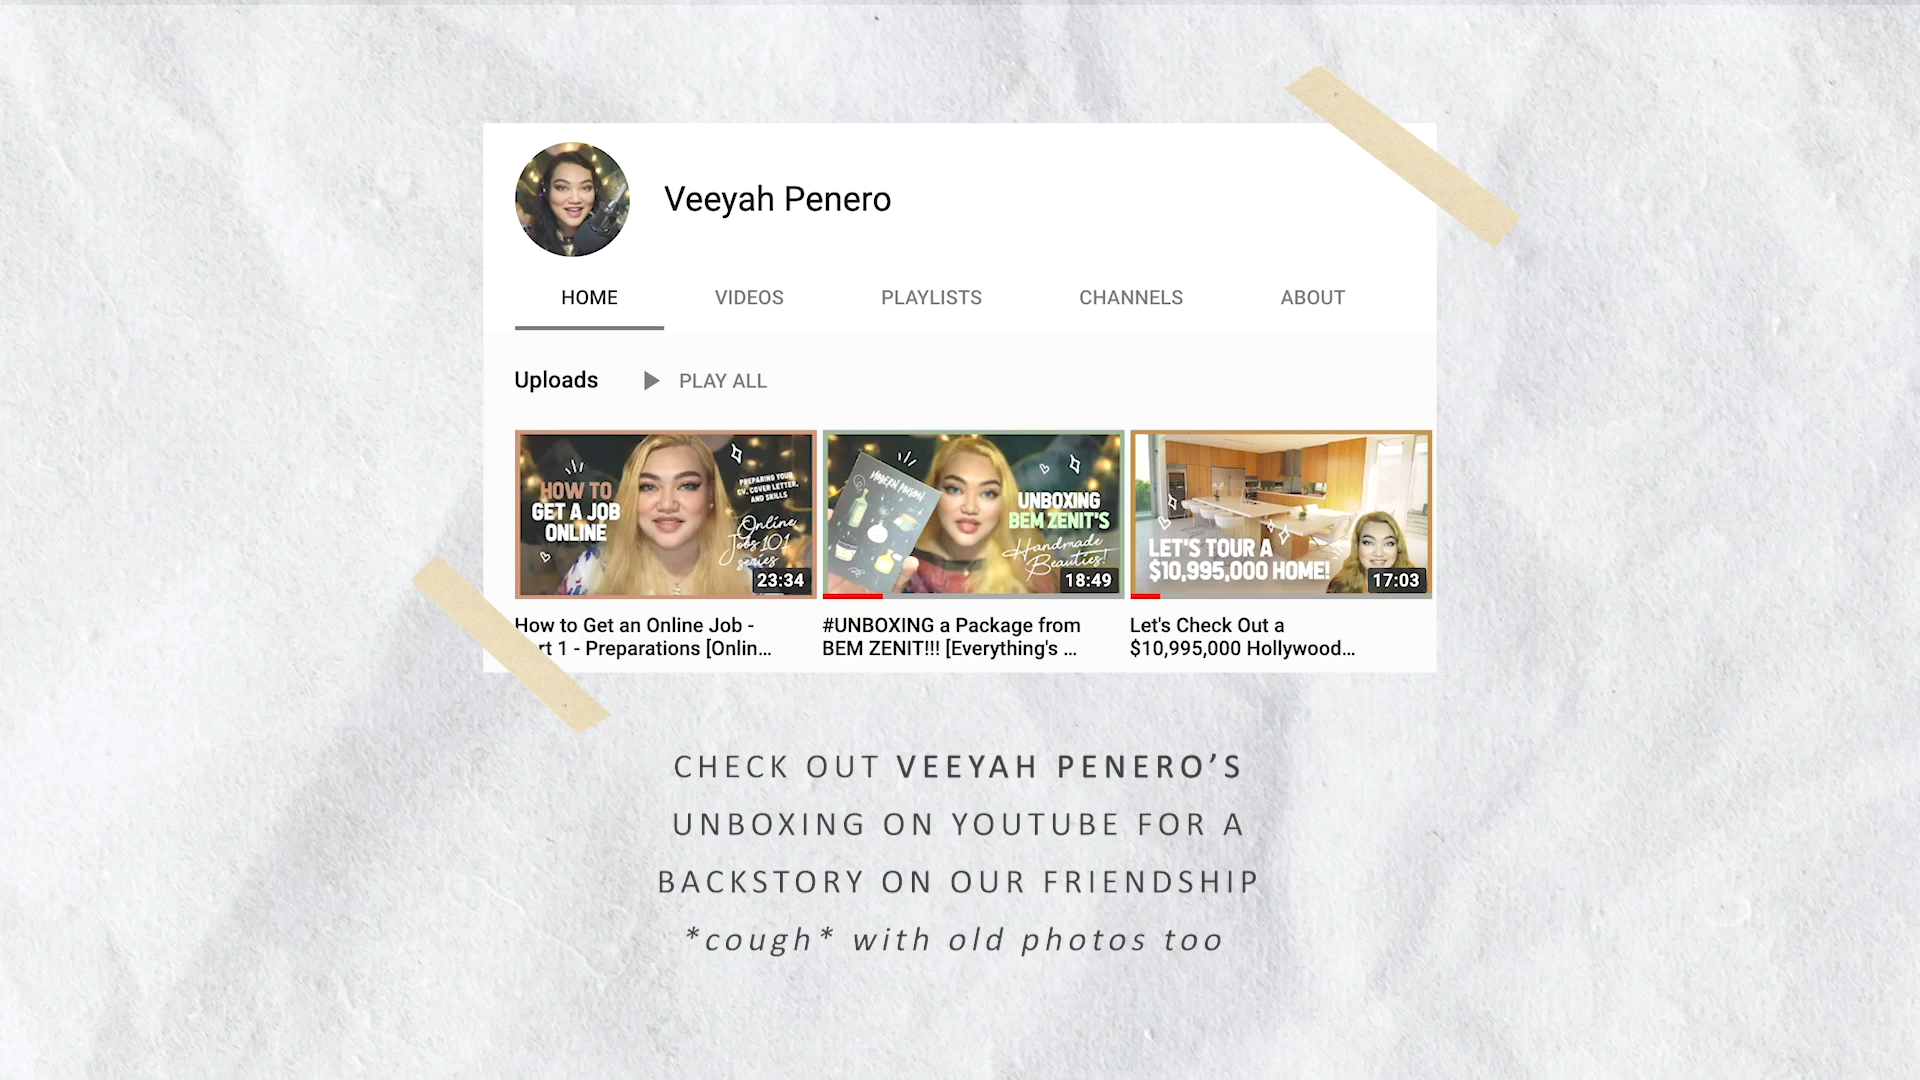 Veeyah Penero
HOME VIDEOS PLAYLISTS CHANNELS ABOUT
Uploads PLAY ALL
HOW TO
GET A JOB
ONLINE
PREPARING YOUR
CV, COVER LETTER,
AND SKILLS
Online
Jobs 101
series
23:34
How to Get an Online Job -
rt 1 - Preparations [Onlin...
MODERN POISON
UNBOXING
BEM ZENIT'S
Handmade
Beauties!
18:49
#UNBOXING a Package from
BEM ZENIT!!! [Everything's ...
LET'S TOUR A
$10,995,000 HOME!
17:03
Let's Check Out a
$10,995,000 Hollywood...
CHECK OUT VEEYAH PENERO’S
UNBOXING ON YOUTUBE FOR A
BACKSTORY ON OUR FRIENDSHIP
*cough* with old photos too